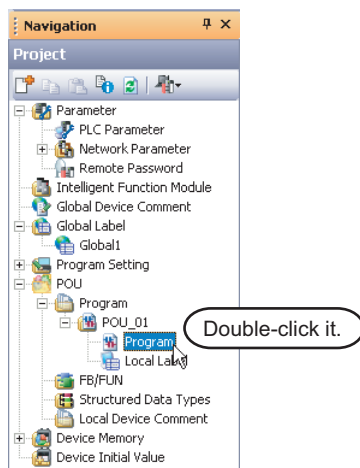 Navigation
Project
Parameter
PLC Parameter
Network Parameter
Remote Password
Intelligent Function Module
Global Device Comment
Global Label
Global1
Program Setting
POU
Program
POU_01
Program
Double-click it.
Local Label
FB/FUN
Structured Data Types
Local Device Comment
Device Memory
Device Initial Value